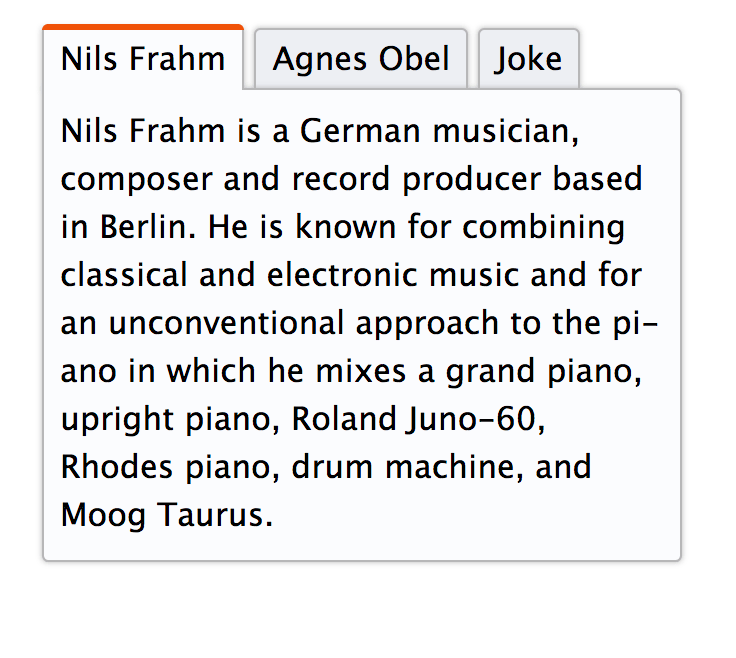 Nils Frahm Agnes Obel Joke
Nils Frahm is a German musician,
composer and record producer based
in Berlin. He is known for combining
classical and electronic music and for
an unconventional approach to the pi-
ano in which he mixes a grand piano,
upright piano, Roland Juno-60,
Rhodes piano, drum machine, and
Moog Taurus.